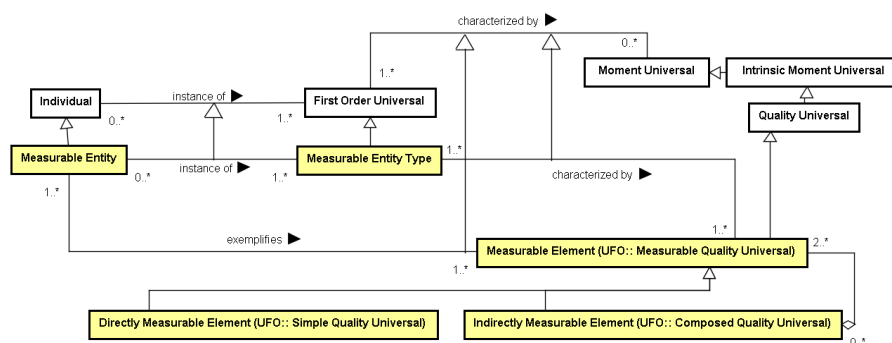 characterized by ►
0..*
1..*
Moment Universal
Intrinsic Moment Universal
Individual
instance of ►
First Order Universal
0..*
1..*
Quality Universal
Measurable Entity
Measurable Entity Type
1..*
0..*
instance of ►
1..*
characterized by ►
1..*
1..*
2..*
exemplifies ►
Measurable Element (UFO:: Measurable Quality Universal)
1..*
Directly Measurable Element (UFO:: Simple Quality Universal)
Indirectly Measurable Element (UFO:: Composed Quality Universal)
0..*